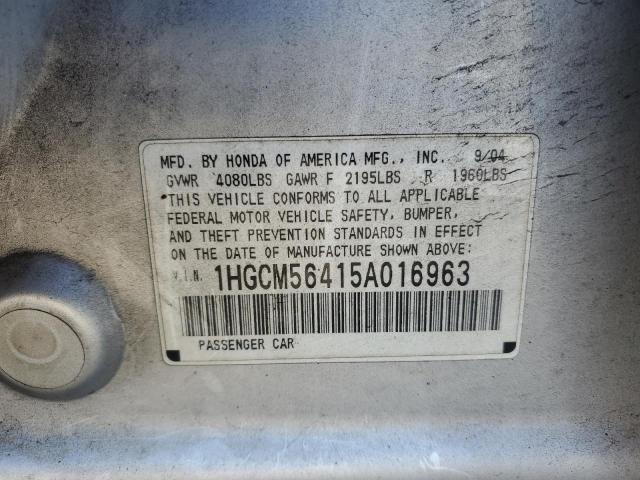 MFD. BY HONDA OF AMERICA MFG., INC. 9/04
GVWR 4080LBS GAWR F 2195LBS R 1960LBS
THIS VEHICLE CONFORMS TO ALL APPLICABLE
FEDERAL MOTOR VEHICLE SAFETY, BUMPER,
AND THEFT PREVENTION STANDARDS IN EFFECT
ON THE DATE OF MANUFACTURE SHOWN ABOVE:
V.I.N. 1HGCM56415A016963
PASSENGER CAR